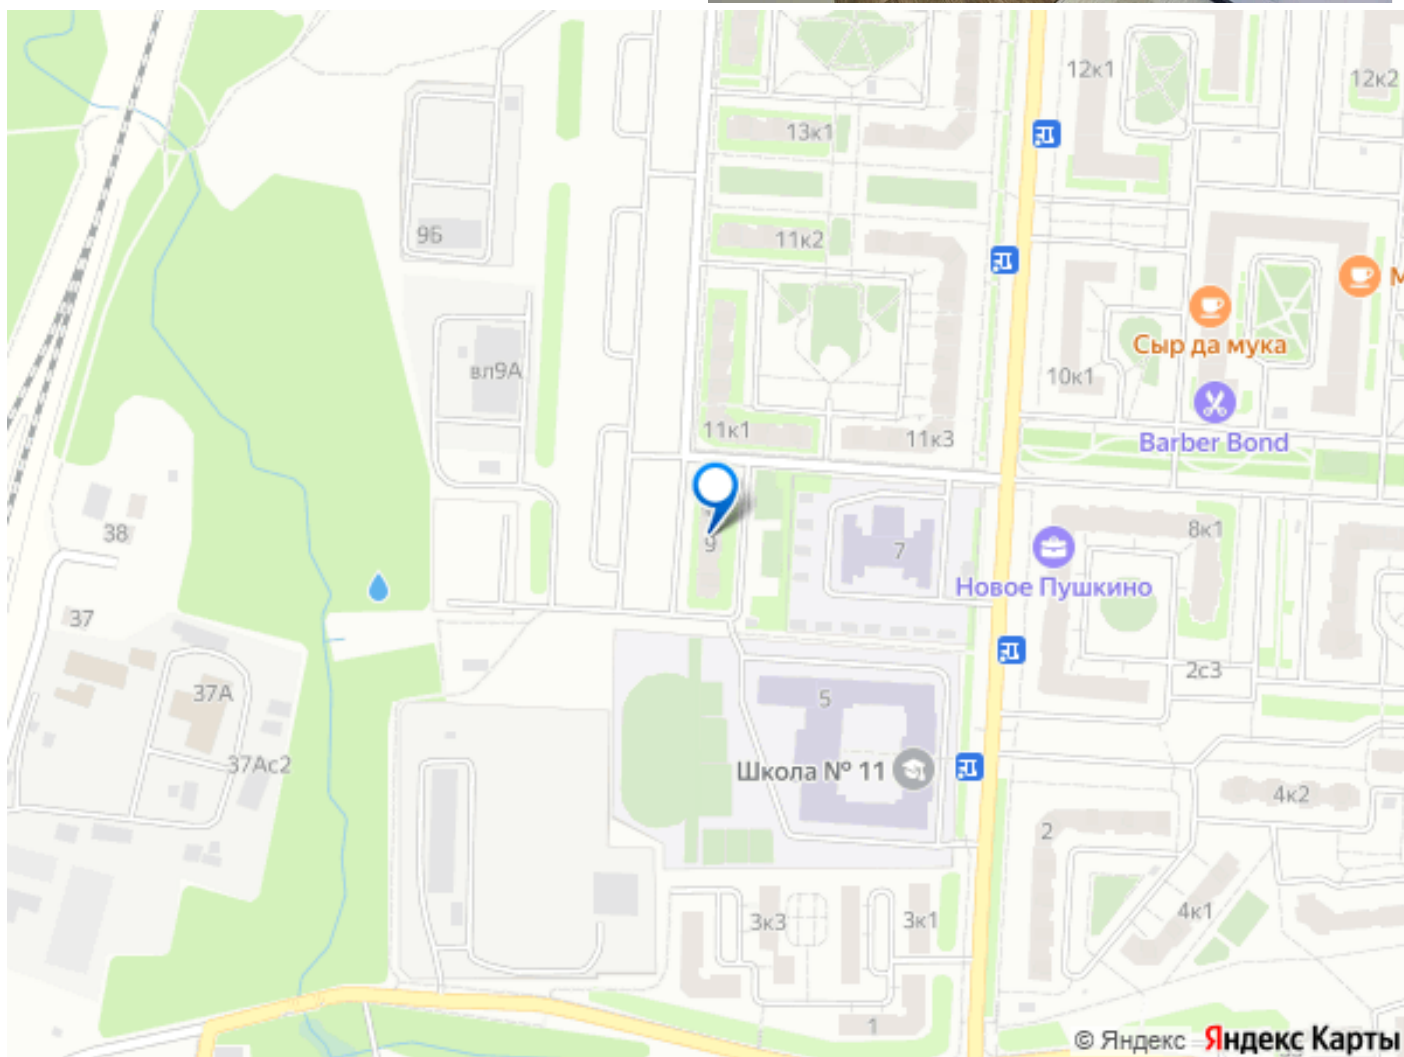 12к1
12к2
13к1
9Б
11к2
М
Сыр да мука
вл9А
10к1
11к1
11к3
Barber Bond
38
9
7
8к1
Новое Пушкино
37
2с3
37А
5
37Ас2
Школа № 11
4к2
2
3к3
3к1
4к1
1
© Яндекс Яндекс Карты